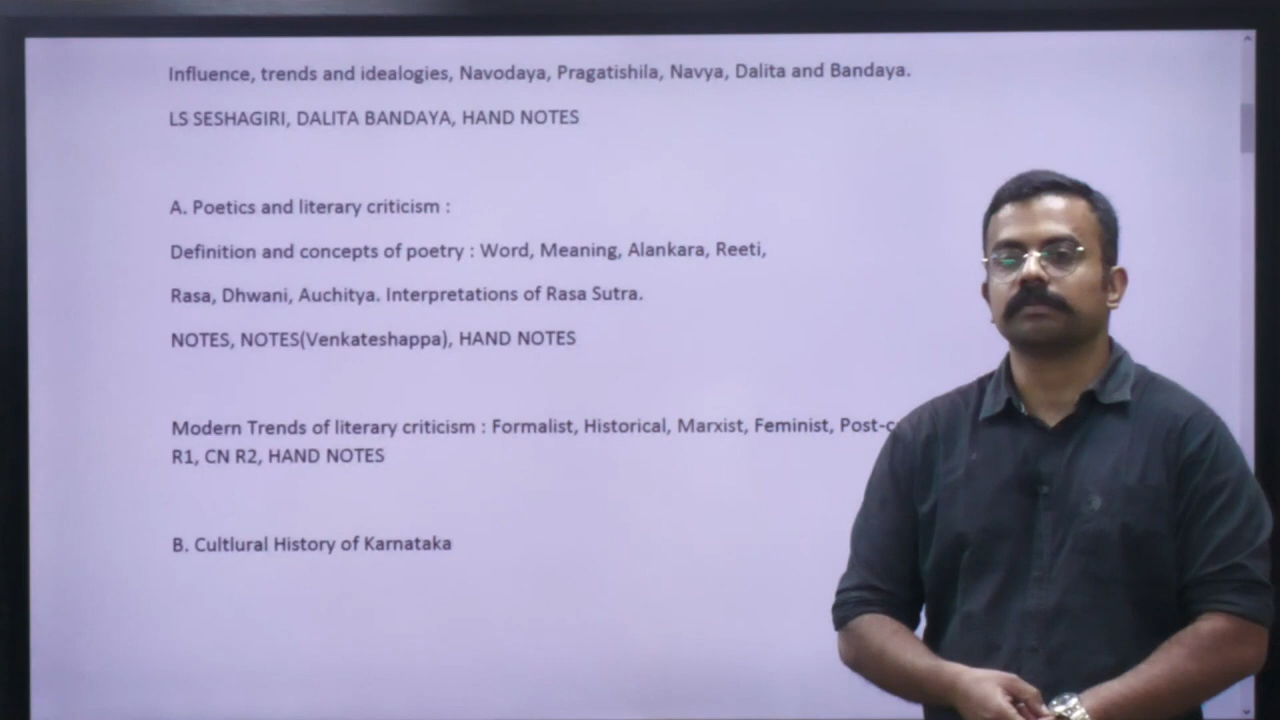 Influence, trends and idealogies, Navodaya, Pragatishila, Navya, Dalita and Bandaya.
LS SESHAGIRI, DALITA BANDAYA, HAND NOTES
A. Poetics and literary criticism :
Definition and concepts of poetry : Word, Meaning, Alankara, Reeti,
Rasa, Dhwani, Auchitya. Interpretations of Rasa Sutra.
NOTES, NOTES(Venkateshappa), HAND NOTES
Modern Trends of literary criticism : Formalist, Historical, Marxist, Feminist,
R1, CN R2, HAND NOTES
B. Cultlural History of Karnataka